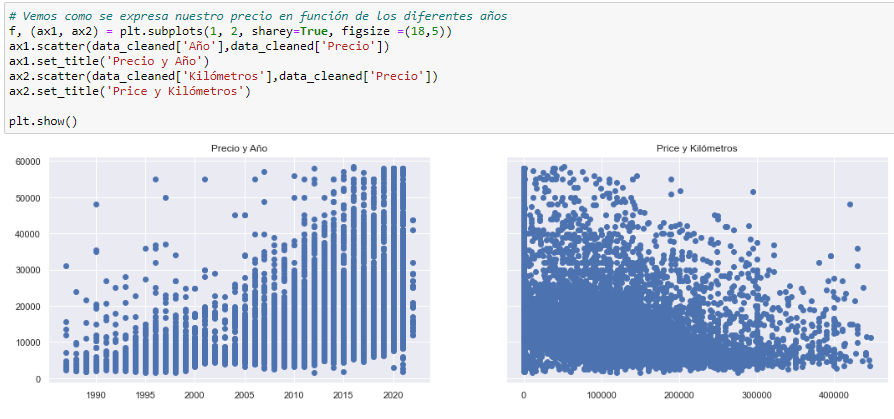 # Vemos como se expresa nuestro precio en función de los diferentes años
f, (ax1, ax2) = plt.subplots(1, 2, sharey=True, figsize =(18,5))
ax1.scatter(data_cleaned['Año'],data_cleaned['Precio'])
ax1.set_title('Precio y Año')
ax2.scatter(data_cleaned['Kilómetros'],data_cleaned['Precio'])
ax2.set_title('Price y Kilómetros')
plt.show()
Precio y Año
60000
50000
40000
30000
20000
10000
0
1990
1995
2000
2005
2010
2015
2020
Price y Kilómetros
0
100000
200000
300000
400000